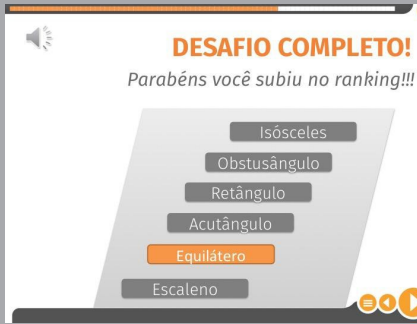 DESAFIO COMPLETO!
Parabéns você subiu no ranking!!!
Isósceles
Obstusângulo
Retângulo
Acutângulo
Equilátero
Escaleno